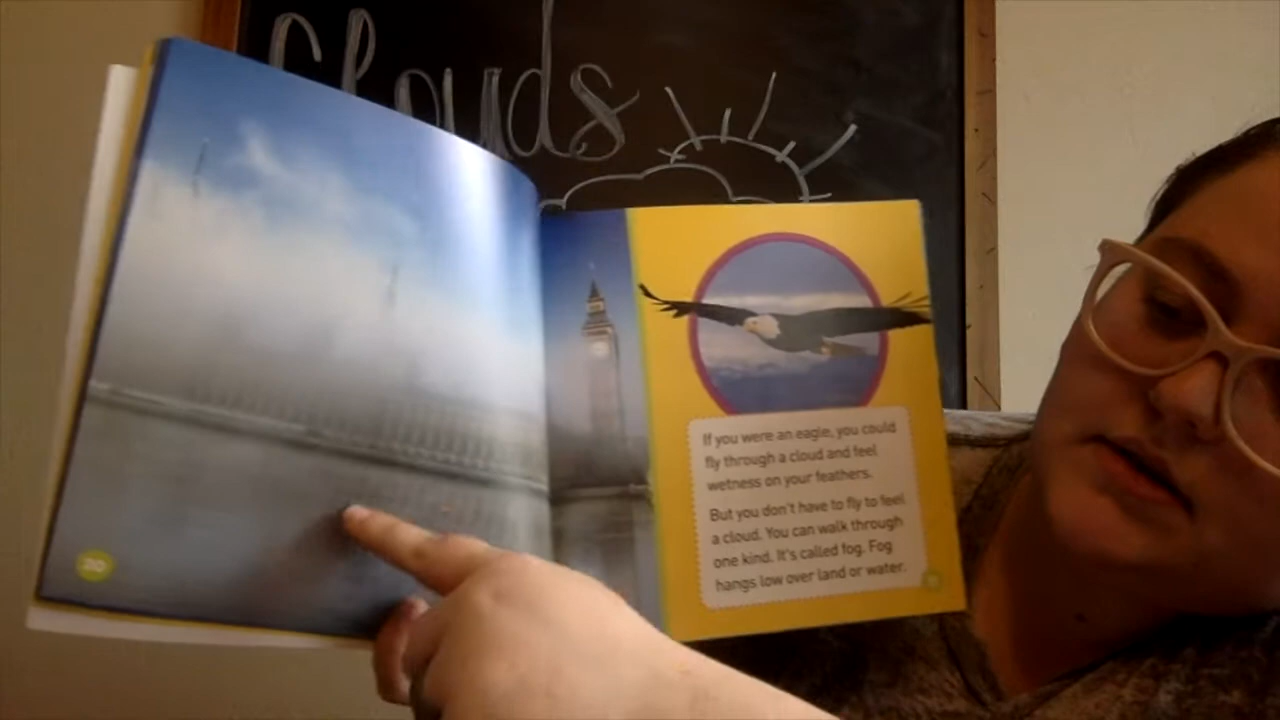 Clouds
If you were an eagle, you could
fly through a cloud and feel
wetness on your feathers.
But you don't have to fly to feel
a cloud. You can walk through
one kind. It's called fog. Fog
hangs low over land or water.
20